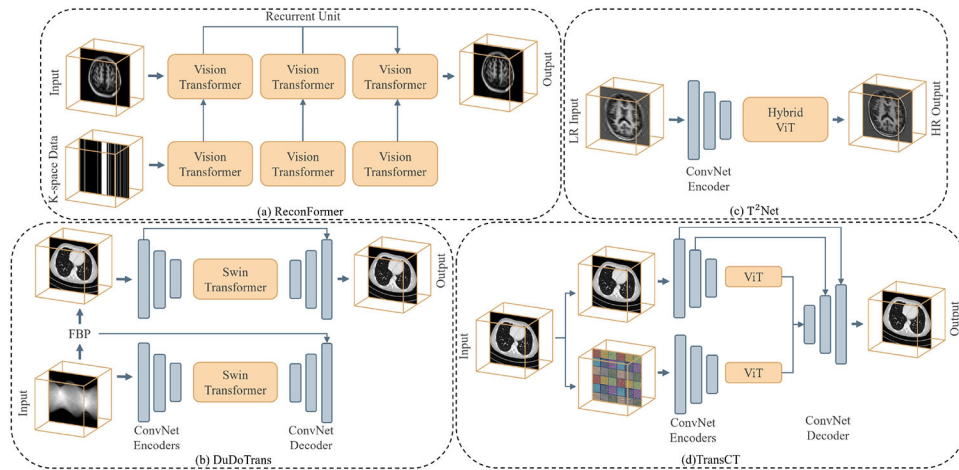 Recurrent Unit
Input
Vision
Transformer
Vision
Transformer
Vision
Transformer
Output
K-space Data
Vision
Transformer
Vision
Transformer
Vision
Transformer
(a) ReconFormer
LR Input
ConvNet
Encoder
Hybrid
ViT
HR Output
(c) T²Net
FBP
Swin
Transformer
Output
Input
Swin
Transformer
ConvNet
Encoders
ConvNet
Decoder
(b) DuDoTrans
Input
ViT
ViT
Output
ConvNet
Encoders
ConvNet
Decoder
(d)TransCT